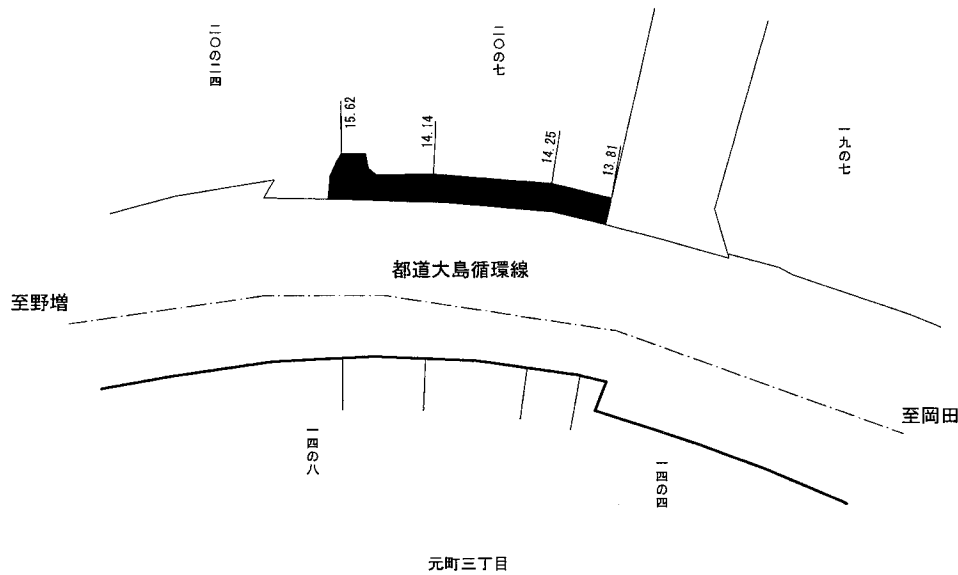 二〇の二四
二〇の七
一九の七
15.62
14.14
14.25
13.81
都道大島循環線
至野増
至岡田
一四の八
一四の四
元町三丁目